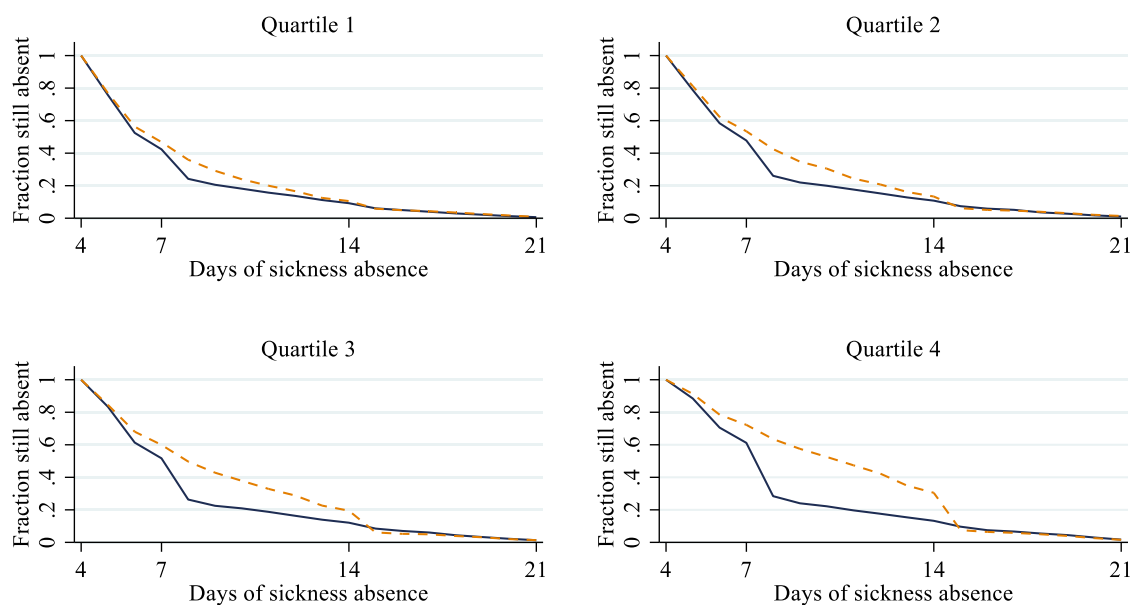 Quartile 1
Fraction still absent
1
.8
.6
.4
.2
0
4 7 14 21
Days of sickness absence
Quartile 2
Fraction still absent
1
.8
.6
.4
.2
0
4 7 14 21
Days of sickness absence
Quartile 3
Fraction still absent
1
.8
.6
.4
.2
0
4 7 14 21
Days of sickness absence
Quartile 4
Fraction still absent
1
.8
.6
.4
.2
0
4 7 14 21
Days of sickness absence